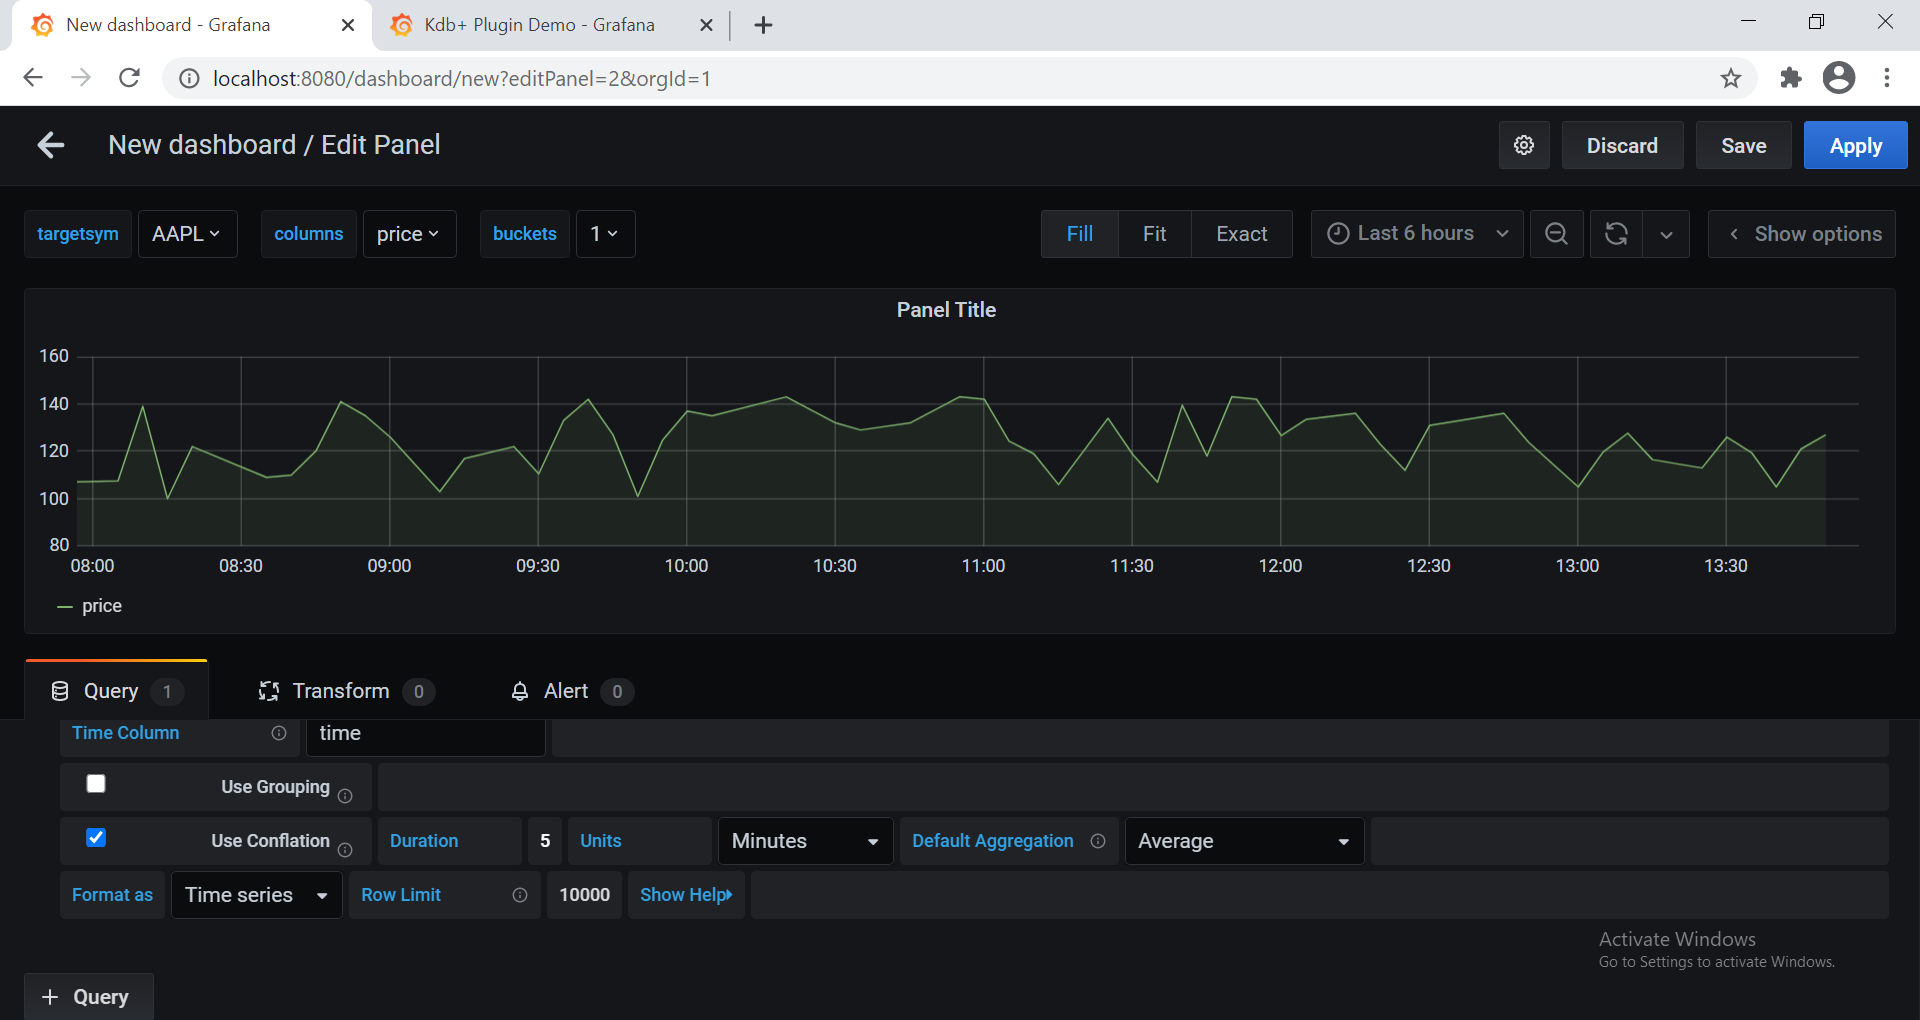 New dashboard - Grafana
Kdb+ Plugin Demo - Grafana
localhost:8080/dashboard/new?editPanel=2&orgId=1
New dashboard / Edit Panel
Discard
Save
Apply
targetsym
AAPL
columns
price
buckets
1
Fill
Fit
Exact
Last 6 hours
Show options
Panel Title
160
140
120
100
80
08:00 08:30 09:00 09:30 10:00 10:30 11:00 11:30 12:00 12:30 13:00 13:30
price
Query 1
Transform 0
Alert 0
Time Column time
Use Grouping
Use Conflation Duration 5 Units Minutes Default Aggregation Average
Format as Time series Row Limit 10000 Show Help
Activate Windows
Go to Settings to activate Windows.
+ Query